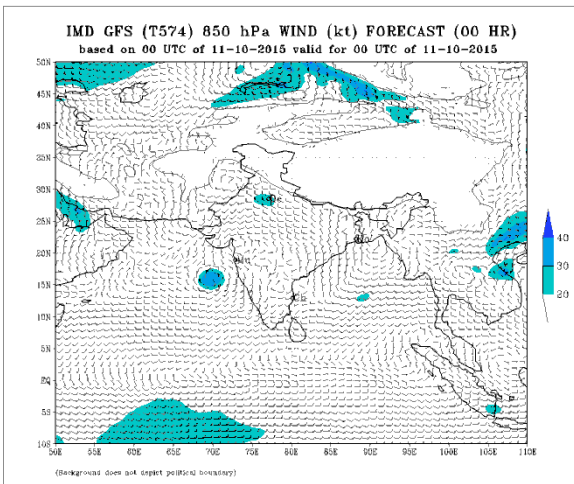 IMD GFS (T574) 850 hPa WIND (kt) FORECAST (00 HR)
based on 00 UTC of 11-10-2015 valid for 00 UTC of 11-10-2015
50N
45N
40N
35N
30N
25N
20N
15N
10N
5N
EQ
5S
10S
40
30
20
50E 55E 60E 65E 70E 75E 80E 85E 90E 95E 100E 105E 110E
(Background does not depict political boundary)